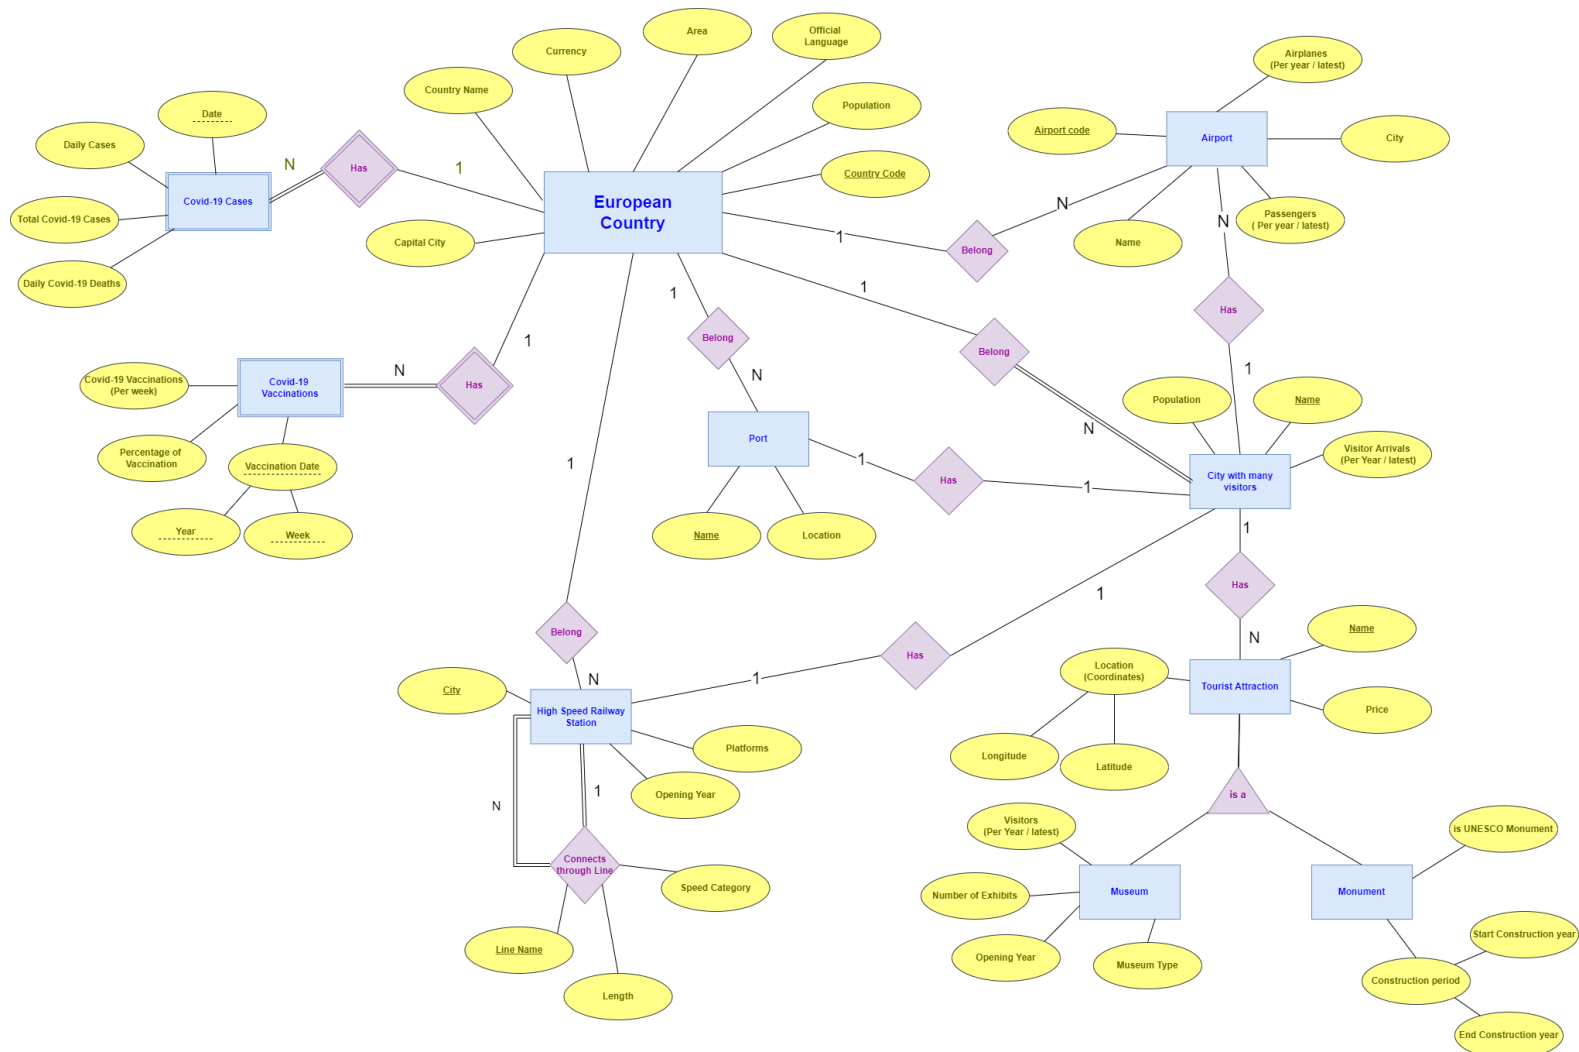 Area
Official
Language
Currency
Airplanes
(Per year / latest)
Country Name
Population
Date
Airport code
Airport
City
Daily Cases
N
Has
1
Country Code
Covid-19 Cases
European
Country
N
N
Passengers
( Per year / latest)
Total Covid-19 Cases
Capital City
1
Belong
Name
Daily Covid-19 Deaths
1
1
Has
Belong
Belong
1
N
1
Covid-19 Vaccinations
(Per week)
Covid-19
Vaccinations
N
Has
Population
Name
N
Port
Visitor Arrivals
(Per Year / latest)
Percentage of
Vaccination
Vaccination Date
1
1
Has
1
City with many
visitors
Year
Week
Name
Location
1
Has
1
Belong
Has
1
N
Name
City
N
1
Location
(Coordinates)
Tourist Attraction
High Speed Railway
Station
Price
Platforms
Longitude
Latitude
N
1
Opening Year
is a
Visitors
(Per Year / latest)
is UNESCO Monument
Connects
through Line
Speed Category
Number of Exhibits
Museum
Monument
Line Name
Opening Year
Museum Type
Start Construction year
Construction period
Length
End Construction year